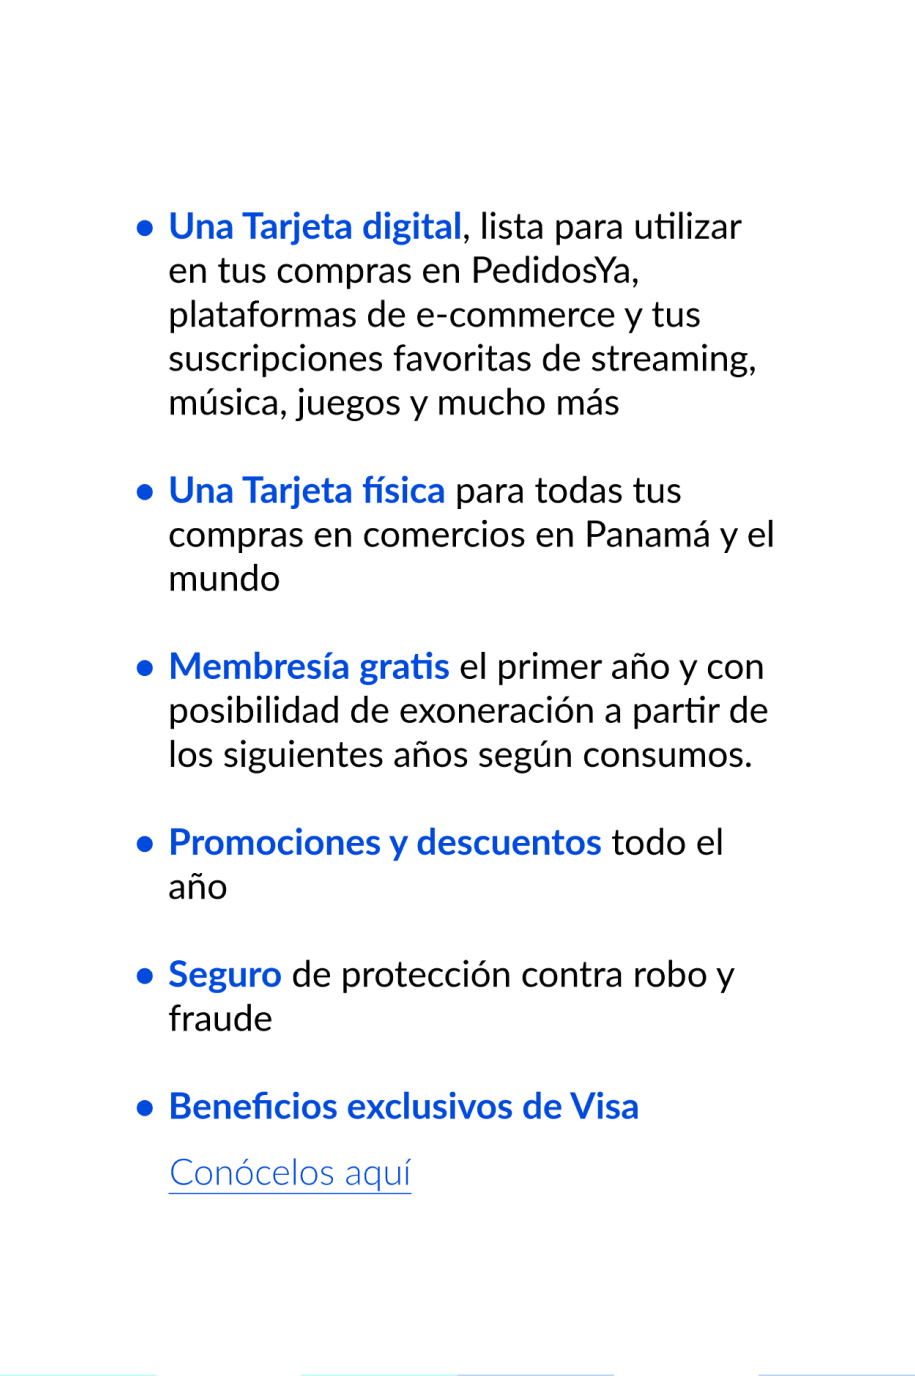 • Una Tarjeta digital, lista para utilizar
en tus compras en PedidosYa,
plataformas de e-commerce y tus
suscripciones favoritas de streaming,
música, juegos y mucho más
• Una Tarjeta física para todas tus
compras en comercios en Panamá y el
mundo
• Membresía gratis el primer año y con
posibilidad de exoneración a partir de
los siguientes años según consumos.
• Promociones y descuentos todo el
año
• Seguro de protección contra robo y
fraude
• Beneficios exclusivos de Visa
Conócelos aquí